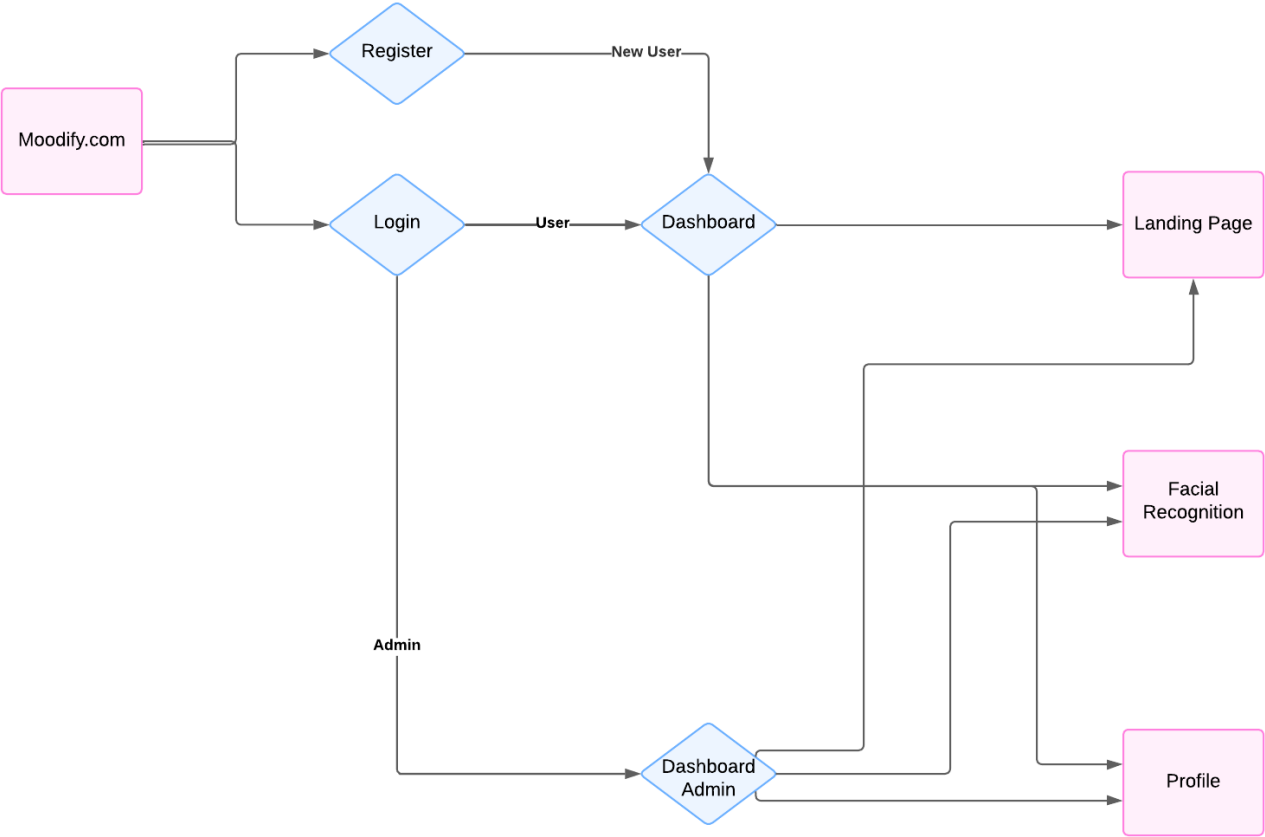 Register
New User
Moodify.com
Login
User
Dashboard
Landing Page
Facial
Recognition
Admin
Dashboard
Admin
Profile